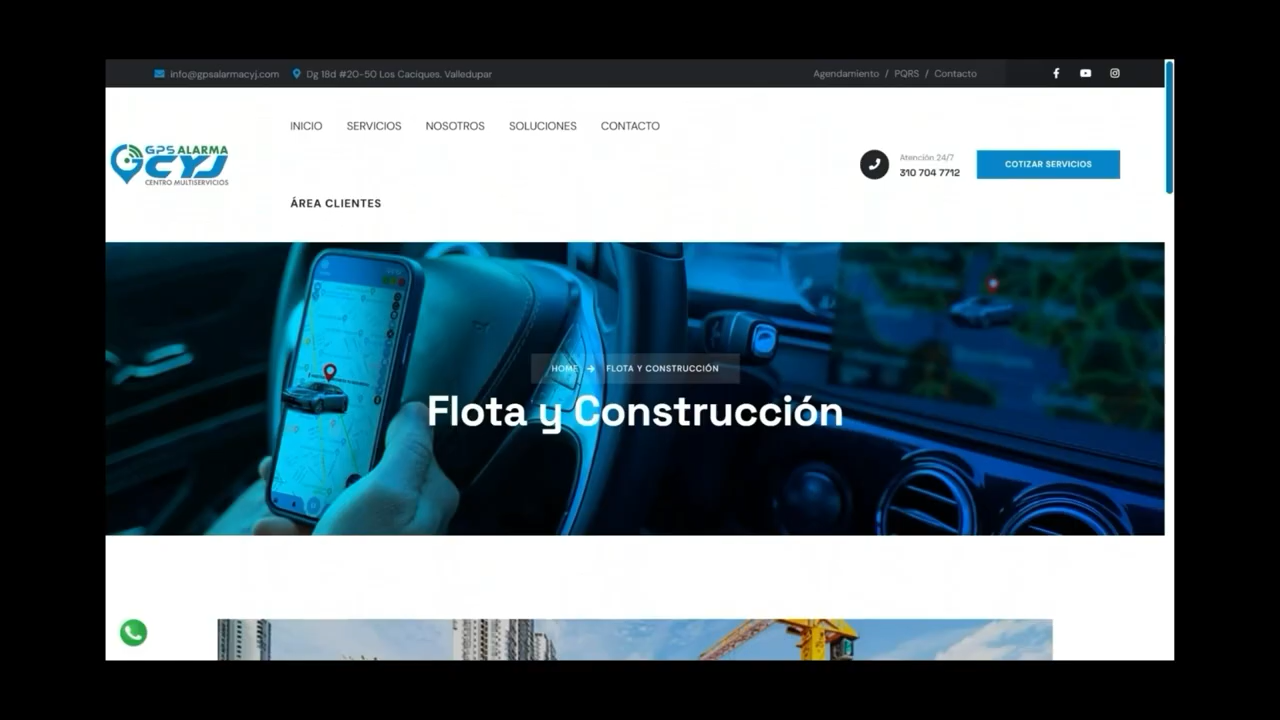 info@gpsalarmacyj.com Dg 18d #20-50 Los Caciques. Valledupar Agendamiento / PQRS / Contacto
INICIO SERVICIOS NOSOTROS SOLUCIONES CONTACTO
GPS ALARMA
CYJ
CENTRO MULTISERVICIOS
Atención 24/7
310 704 7712
COTIZAR SERVICIOS
ÁREA CLIENTES
HOME FLOTA Y CONSTRUCCIÓN
Flota y Construcción